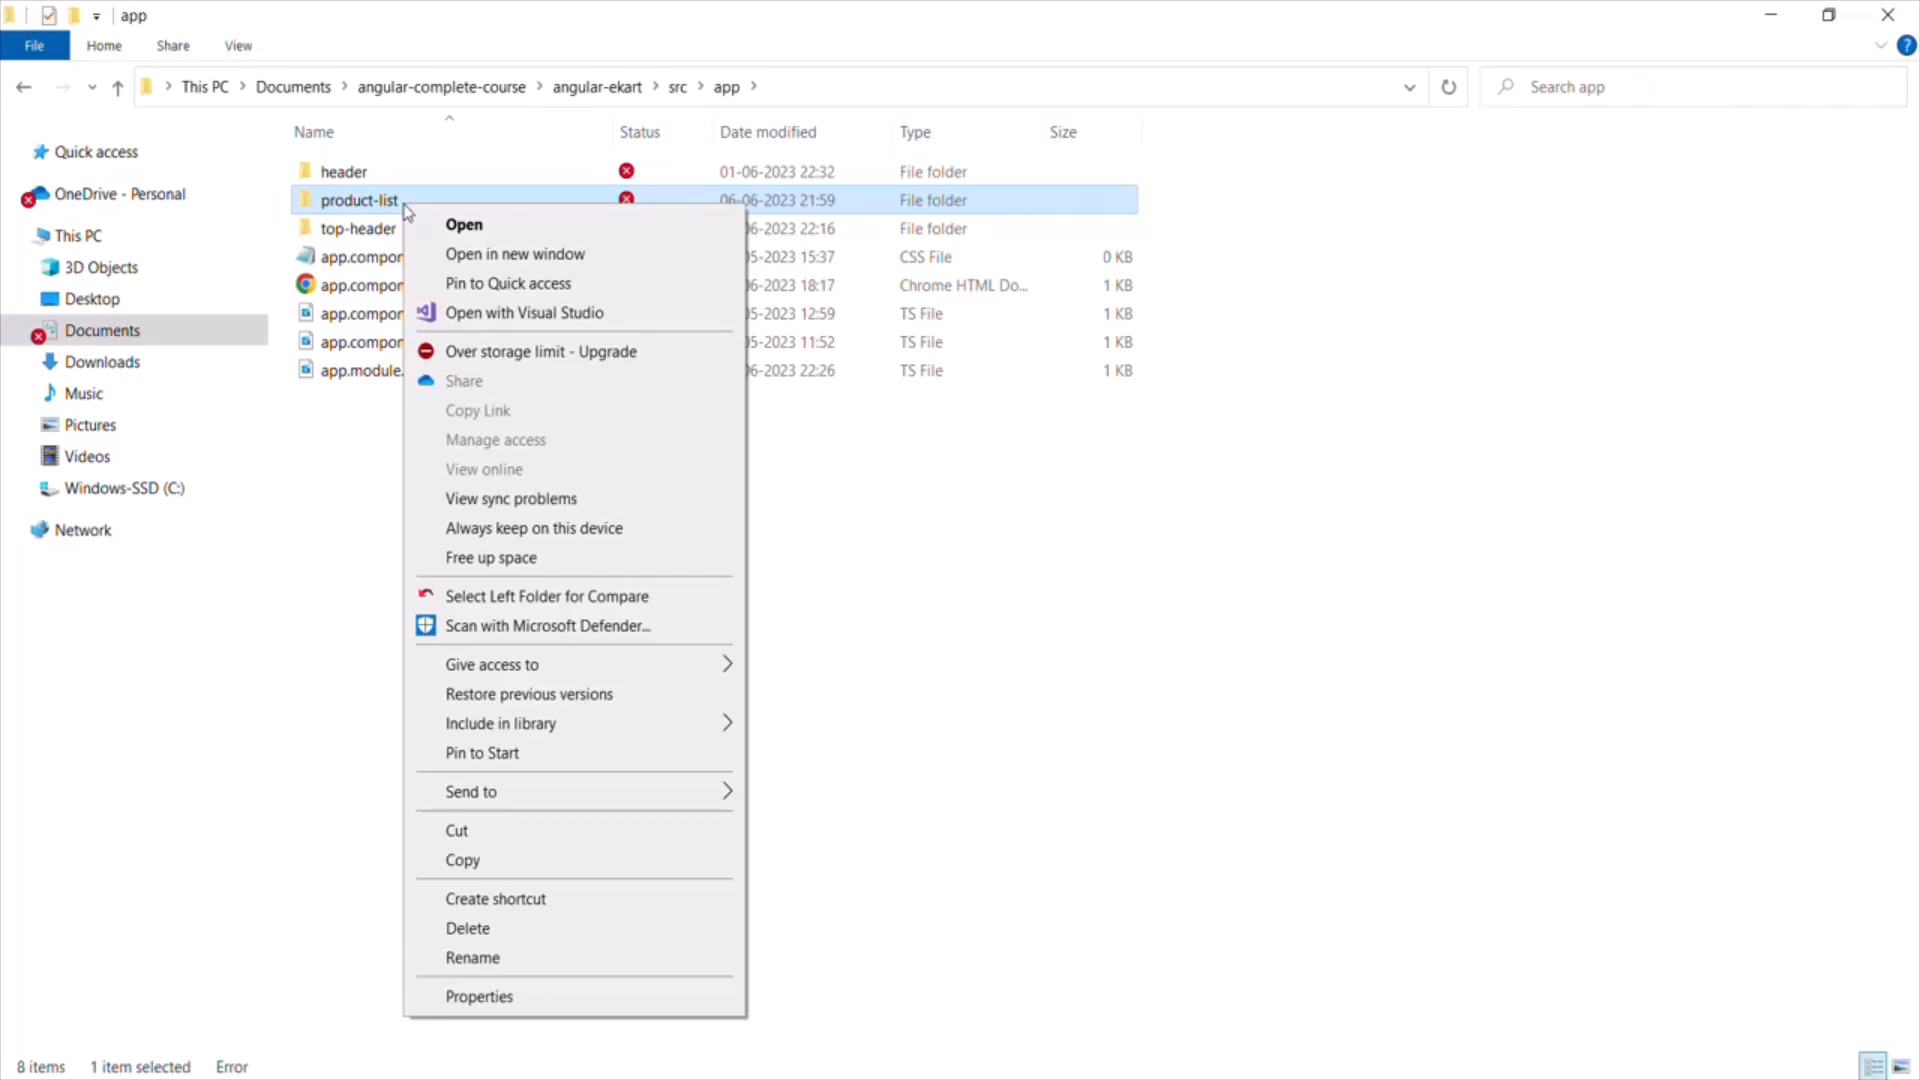 app
File Home Share View
This PC Documents angular-complete-course angular-ekart src app
Search app
Name Status Date modified Type Size
Quick access
OneDrive - Personal
This PC
3D Objects
Desktop
Documents
Downloads
Music
Pictures
Videos
Windows-SSD (C:)
Network
header 01-06-2023 22:32 File folder
product-list 06-06-2023 21:59 File folder
top-header 06-2023 22:16 File folder
app.compon 05-2023 15:37 CSS File 0 KB
app.compon 06-2023 18:17 Chrome HTML Do... 1 KB
app.compon 05-2023 12:59 TS File 1 KB
app.compon 05-2023 11:52 TS File 1 KB
app.module. 06-2023 22:26 TS File 1 KB
Open
Open in new window
Pin to Quick access
Open with Visual Studio
Over storage limit - Upgrade
Share
Copy Link
Manage access
View online
View sync problems
Always keep on this device
Free up space
Select Left Folder for Compare
Scan with Microsoft Defender...
Give access to
Restore previous versions
Include in library
Pin to Start
Send to
Cut
Copy
Create shortcut
Delete
Rename
Properties
8 items 1 item selected Error